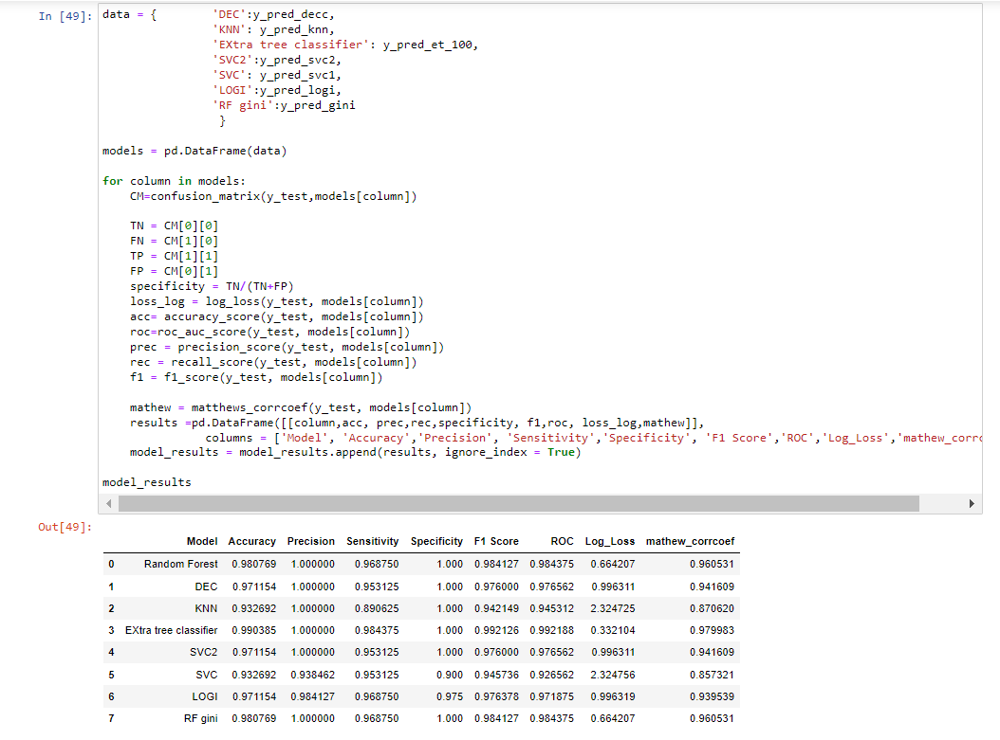 In [49]: data = { 'DEC':y_pred_decc,
'KNN': y_pred_knn,
'EXtra tree classifier': y_pred_et_100,
'SVC2':y_pred_svc2,
'SVC': y_pred_svc1,
'LOGI':y_pred_logi,
'RF gini':y_pred_gini
}
models = pd.DataFrame(data)
for column in models:
CM=confusion_matrix(y_test,models[column])
TN = CM[0][0]
FN = CM[1][0]
TP = CM[1][1]
FP = CM[0][1]
specificity = TN/(TN+FP)
loss_log = log_loss(y_test, models[column])
acc= accuracy_score(y_test, models[column])
roc=roc_auc_score(y_test, models[column])
prec = precision_score(y_test, models[column])
rec = recall_score(y_test, models[column])
f1 = f1_score(y_test, models[column])
mathew = matthews_corrcoef(y_test, models[column])
results =pd.DataFrame([[column,acc, prec,rec,specificity, f1,roc, loss_log,mathew]],
columns = ['Model', 'Accuracy','Precision', 'Sensitivity','Specificity', 'F1 Score','ROC','Log_Loss','mathew_corrc
model_results = model_results.append(results, ignore_index = True)
model_results
Out[49]:
Model Accuracy Precision Sensitivity Specificity F1 Score ROC Log_Loss mathew_corrcoef
0 Random Forest 0.980769 1.000000 0.968750 1.000 0.984127 0.984375 0.664207 0.960531
1 DEC 0.971154 1.000000 0.953125 1.000 0.976000 0.976562 0.996311 0.941609
2 KNN 0.932692 1.000000 0.890625 1.000 0.942149 0.945312 2.324725 0.870620
3 EXtra tree classifier 0.990385 1.000000 0.984375 1.000 0.992126 0.992188 0.332104 0.979983
4 SVC2 0.971154 1.000000 0.953125 1.000 0.976000 0.976562 0.996311 0.941609
5 SVC 0.932692 0.938462 0.953125 0.900 0.945736 0.926562 2.324756 0.857321
6 LOGI 0.971154 0.984127 0.968750 0.975 0.976378 0.971875 0.996319 0.939539
7 RF gini 0.980769 1.000000 0.968750 1.000 0.984127 0.984375 0.664207 0.960531